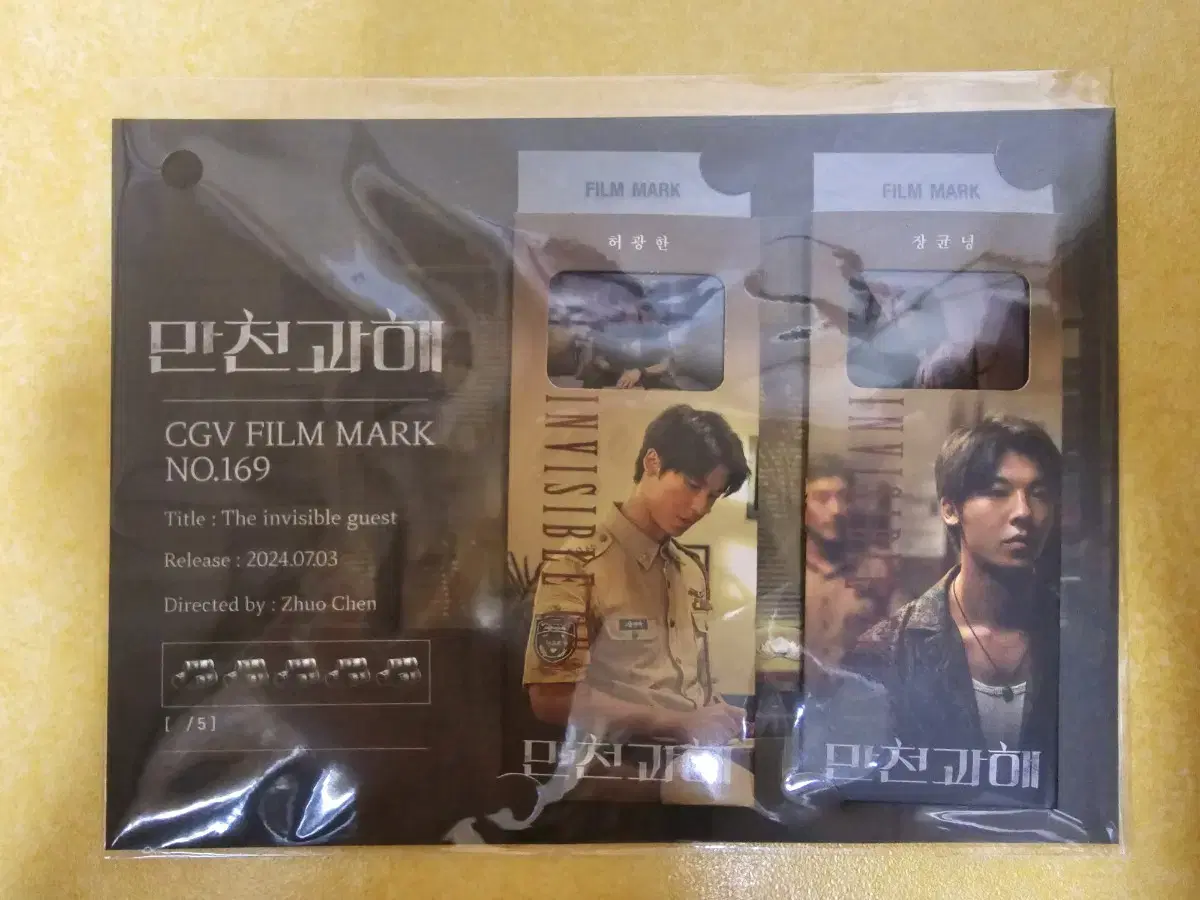 만천과해
CGV FILM MARK
NO.169
Title : The invisible guest
Release : 2024.07.03
Directed by : Zhuo Chen
[ /5]
FILM MARK
허광한
INVISIBLE
만천과해
FILM MARK
장균녕
만천과해